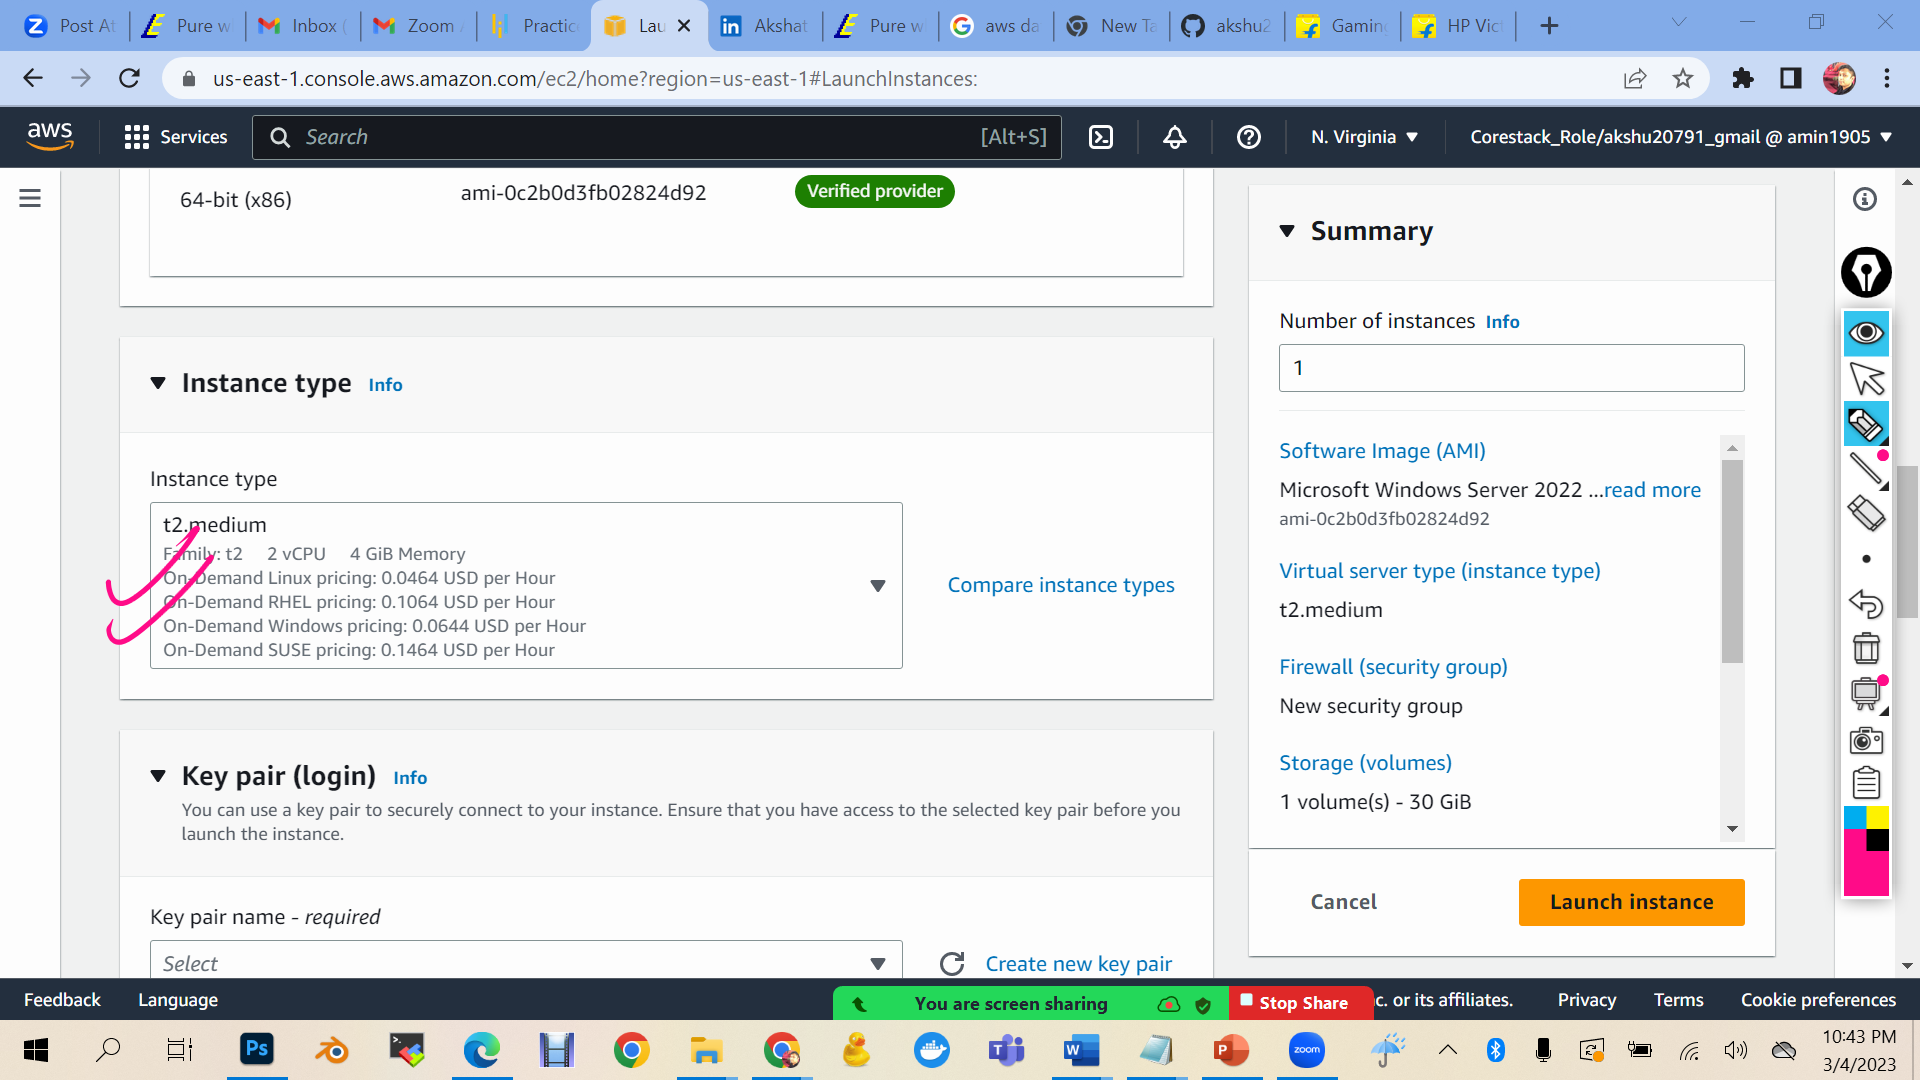 Post At
Pure w
Inbox (
Zoom
Practic
Lau
Akshat
Pure w
aws da
New Ta
akshu2
Gaming
HP Vict
us-east-1.console.aws.amazon.com/ec2/home?region=us-east-1#LaunchInstances:
aws
Services
Search
[Alt+S]
N. Virginia
Corestack_Role/akshu20791_gmail @ amin1905
64-bit (x86)
ami-0c2b0d3fb02824d92
Verified provider
Instance type Info
Instance type
t2.medium
Family: t2 2 vCPU 4 GiB Memory
On-Demand Linux pricing: 0.0464 USD per Hour
On-Demand RHEL pricing: 0.1064 USD per Hour
On-Demand Windows pricing: 0.0644 USD per Hour
On-Demand SUSE pricing: 0.1464 USD per Hour
Compare instance types
Key pair (login) Info
You can use a key pair to securely connect to your instance. Ensure that you have access to the selected key pair before you
launch the instance.
Key pair name - required
Select
Create new key pair
Summary
Number of instances Info
1
Software Image (AMI)
Microsoft Windows Server 2022 ...read more
ami-0c2b0d3fb02824d92
Virtual server type (instance type)
t2.medium
Firewall (security group)
New security group
Storage (volumes)
1 volume(s) - 30 GiB
Cancel
Launch instance
Feedback
Language
You are screen sharing
Stop Share
c. or its affiliates.
Privacy
Terms
Cookie preferences
Ps
zoom
10:43 PM
3/4/2023